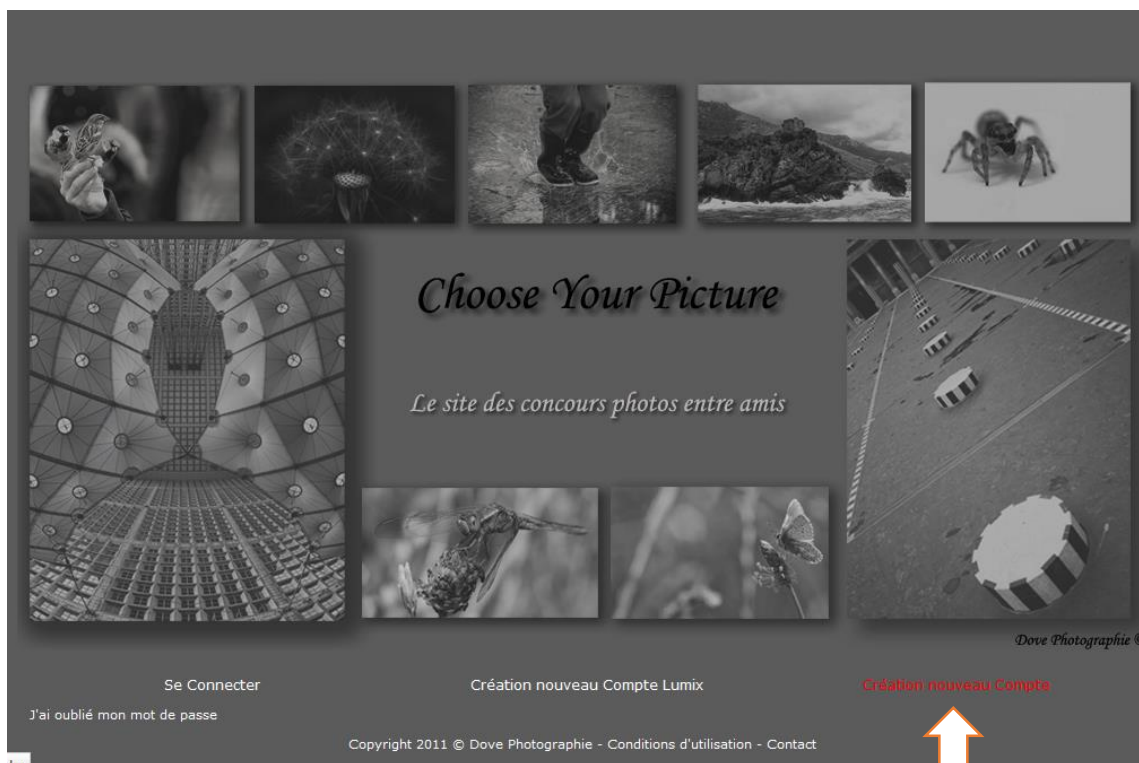 Choose Your Picture
Le site des concours photos entre amis
Dove Photographie ©
Se Connecter
Création nouveau Compte Lumix
Création nouveau Compte
J'ai oublié mon mot de passe
Copyright 2011 © Dove Photographie - Conditions d'utilisation - Contact